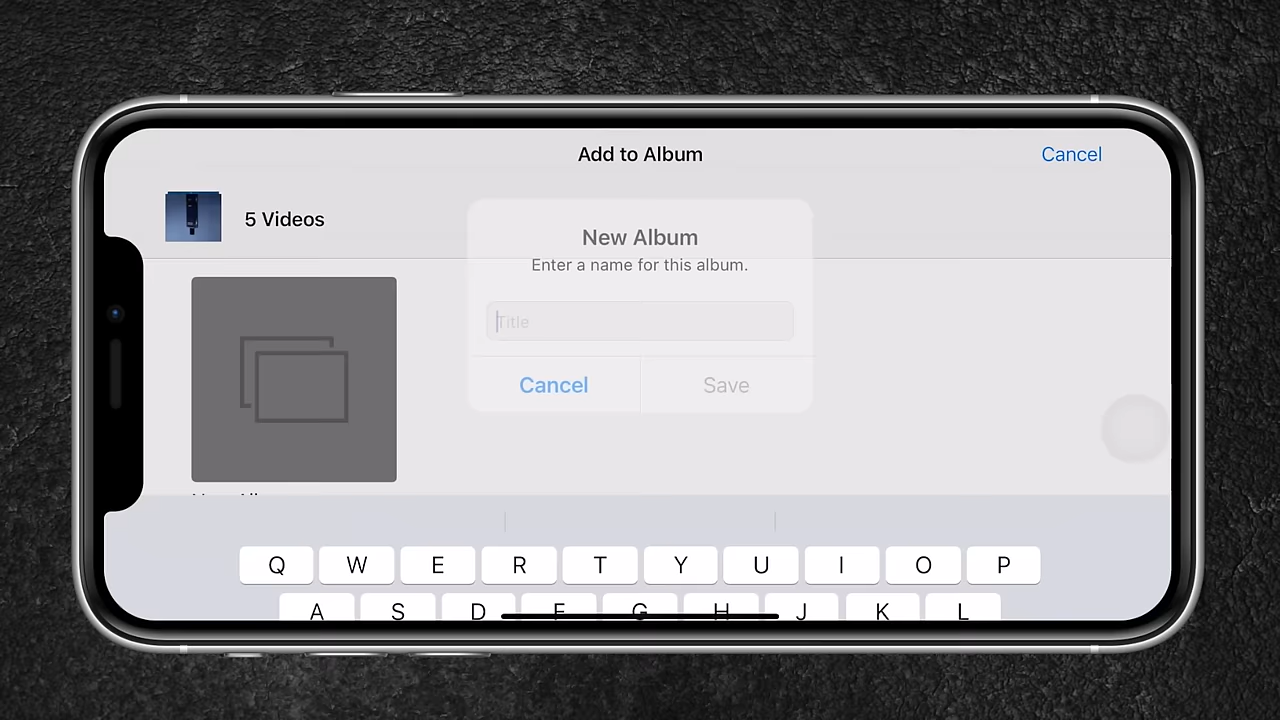 Add to Album
Cancel
5 Videos
New Album
Enter a name for this album.
Title
Cancel
Save
Q W E R T Y U I O P
A S D F G H J K L